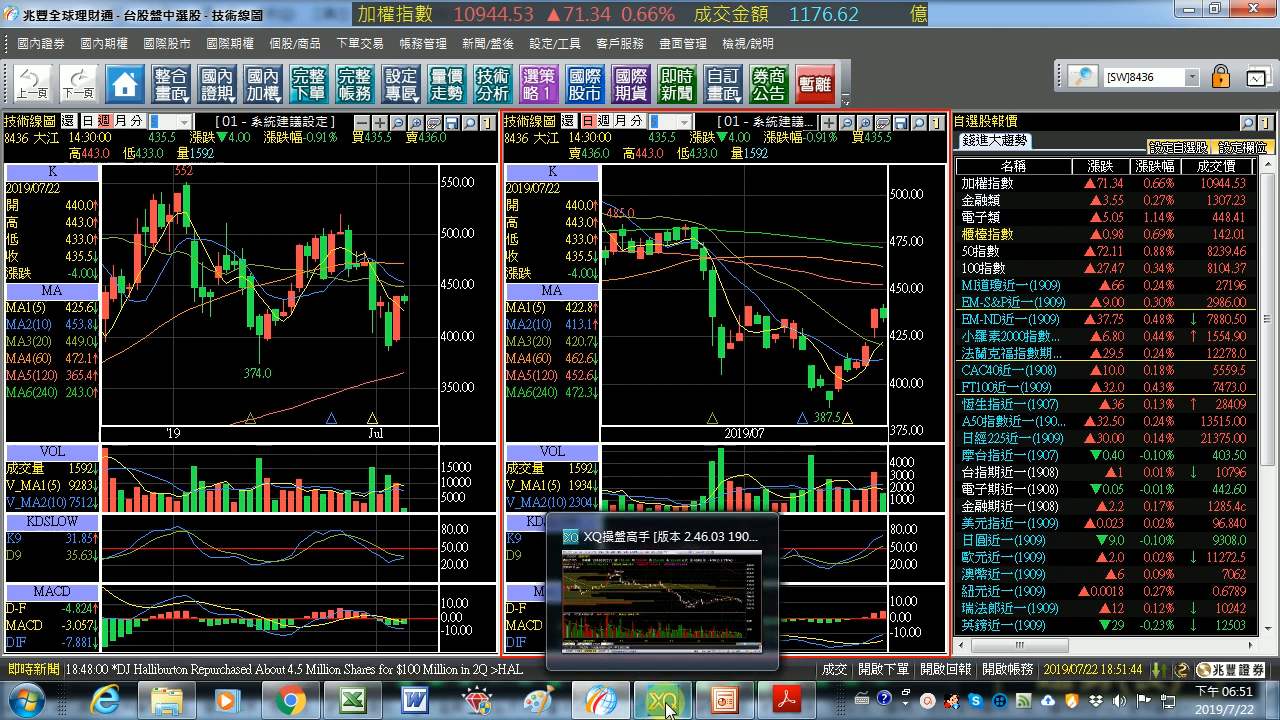 兆豐全球理財通 - 台股盤中選股 - 技術線圖
加權指數 10944.53 ▲71.34 0.66% 成交金額 1176.62 億
國內證券 國內期權 國際股市 國際期權 個股/商品 下單交易 帳務管理 新聞/盤後 設定/工具 客戶服務 畫面管理 檢視/說明
上一頁 下一頁 整合畫面 國內證期 國內加權 完整下單 完整帳務 設定專區 量價走勢 技術分析 選策略1 國際股市 國際期貨 即時新聞 自訂畫面 券商公告 暫離
[SW]8436
技術線圖 還 日 週 月 分 [01 - 系統建議設定]
8436 大江 14:30:00 435.5 漲跌▼4.00 漲跌幅-0.91% 買435.5 賣436.0
高443.0 低433.0 量1592
K
2019/07/22
開 440.0↑
高 443.0↑
低 433.0↑
收 435.5↑
漲跌 -4.00↓
MA
MA1(5) 425.6↑
MA2(10) 453.8↓
MA3(20) 449.0↓
MA4(60) 472.1↑
MA5(120) 365.4↑
MA6(240) 243.0↑
552
374.0
550.00
500.00
450.00
400.00
350.00
'19 Jul
VOL
成交量 1592↓
V_MA1(5) 9283↓
V_MA2(10) 7512↓
15000
10000
5000
KDSLOW
K9 31.85↑
D9 35.63↓
80.00
50.00
20.00
MACD
D-F -4.824↑
MACD
DIF -7.881↓
10.00
0.00
-10.00
技術線圖 還 日 週 月 分 [01 - 系統建議...
8436 大江 14:30:00 435.5 漲跌▼4.00 漲跌幅-0.91% 買435.5
賣436.0 高443.0 低433.0 量1592
K
2019/07/22
開 440.0↑
高 443.0↑
低 433.0↑
收 435.5↑
漲跌 -4.00↓
MA
MA1(5) 422.8↑
MA2(10) 413.1↑
MA3(20) 420.7↓
MA4(60) 462.6↓
MA5(120) 452.6↓
MA6(240) 472.3↓
485.0
387.5
500.00
475.00
450.00
425.00
400.00
375.00
2019/07
VOL
成交量 1592↓
V_MA1(5) 1934↓
V_MA2(10) 2304↓
4000
3000
2000
1000
K9
D9
80.00
50.00
20.00
D-F
MACD
DIF
10.00
0.00
-10.00
XQ操盤高手 [版本 2.46.03 190...
自選股報價
錢進大趨勢 設定自選股 設定欄位
名稱 漲跌 漲跌幅 成交價
加權指數 ▲71.34 0.66% 10944.53
金融類 ▲3.55 0.27% 1307.23
電子類 ▲5.05 1.14% 448.41
櫃檯指數 ▲0.98 0.69% 142.01
50指數 ▲72.11 0.88% 8239.46
100指數 ▲27.47 0.34% 8104.37
MI道瓊近一(1909) ▲66 0.24% 27196
EM-S&P近一(1909) ▲9.00 0.30% 2986.00
EM-ND近一(1909) ▲37.75 0.48% ↓ 7880.50
小羅素2000指數... ▲6.80 0.44% ↑ 1554.90
法蘭克福指數期... ▲29.5 0.24% 12278.0
CAC40近一(1908) ▲10.0 0.18% 5559.5
FT100近一(1909) ▲32.0 0.43% 7473.0
恆生指近一(1907) ▲36 0.13% ↑ 28409
A50指數近一(190... ▲32.50 0.24% 13515.00
日經225近一(1909) ▲30.00 0.14% 21375.00
摩台指近一(1907) ▼0.40 -0.10% 403.50
台指期近一(1908) ▲1 0.01% ↓ 10796
電子期近一(1908) ▼0.05 -0.01% 442.60
金融期近一(1908) ▲2.2 0.17% 1285.4c
美元指近一(1909) ▲.023 0.02% 96.840
日圓近一(1909) ▼9.0 -0.10% 9308.0
歐元近一(1909) 11272.5
澳幣近一(1909) ▲6 7062
紐元近一(1909) 0.27%
英鎊近一(1909) ▼25 -0.20% ↓ 12503
即時新聞 18:48:00 *DJ Halliburton Repurchased About 4.5 Million Shares for $100 Million in 2Q >HAL
成交 開啟下單 開啟回報 開啟帳務 2019/07/22 18:51:44 兆豐證券
下午 06:51
2019/7/22